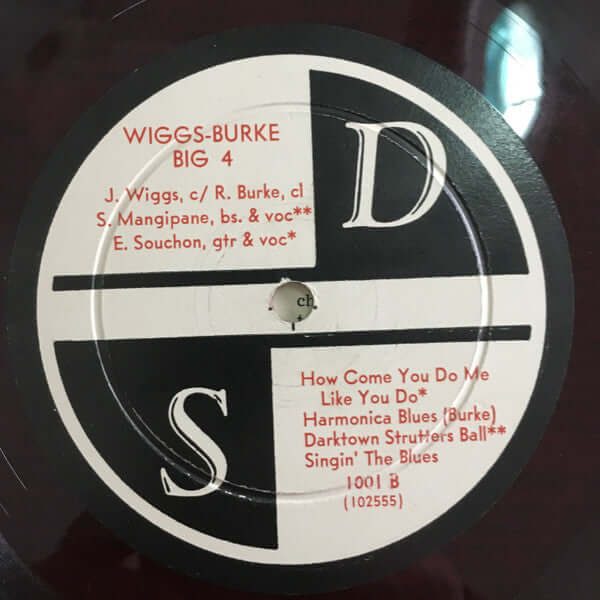 WIGGS-BURKE
BIG 4
J. Wiggs, c/ R. Burke, cl
S. Mangipane, bs. & voc**
E. Souchon, gtr & voc*
D
ch
S
How Come You Do Me
Like You Do*
Harmonica Blues (Burke)
Darktown Strutters Ball**
Singin' The Blues
1001 B
(102555)